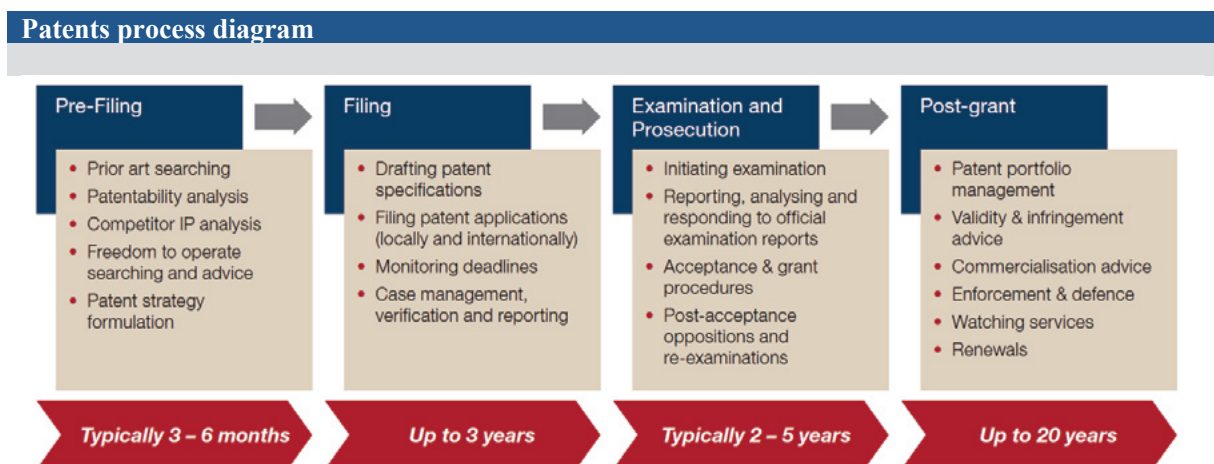 Patents process diagram
Pre-Filing
• Prior art searching
• Patentability analysis
• Competitor IP analysis
• Freedom to operate
searching and advice
• Patent strategy
formulation
Typically 3 – 6 months
Filing
• Drafting patent
specifications
• Filing patent applications
(locally and internationally)
• Monitoring deadlines
• Case management,
verification and reporting
Up to 3 years
Examination and
Prosecution
• Initiating examination
• Reporting, analysing and
responding to official
examination reports
• Acceptance & grant
procedures
• Post-acceptance
oppositions and
re-examinations
Typically 2 – 5 years
Post-grant
• Patent portfolio
management
• Validity & infringement
advice
• Commercialisation advice
• Enforcement & defence
• Watching services
• Renewals
Up to 20 years